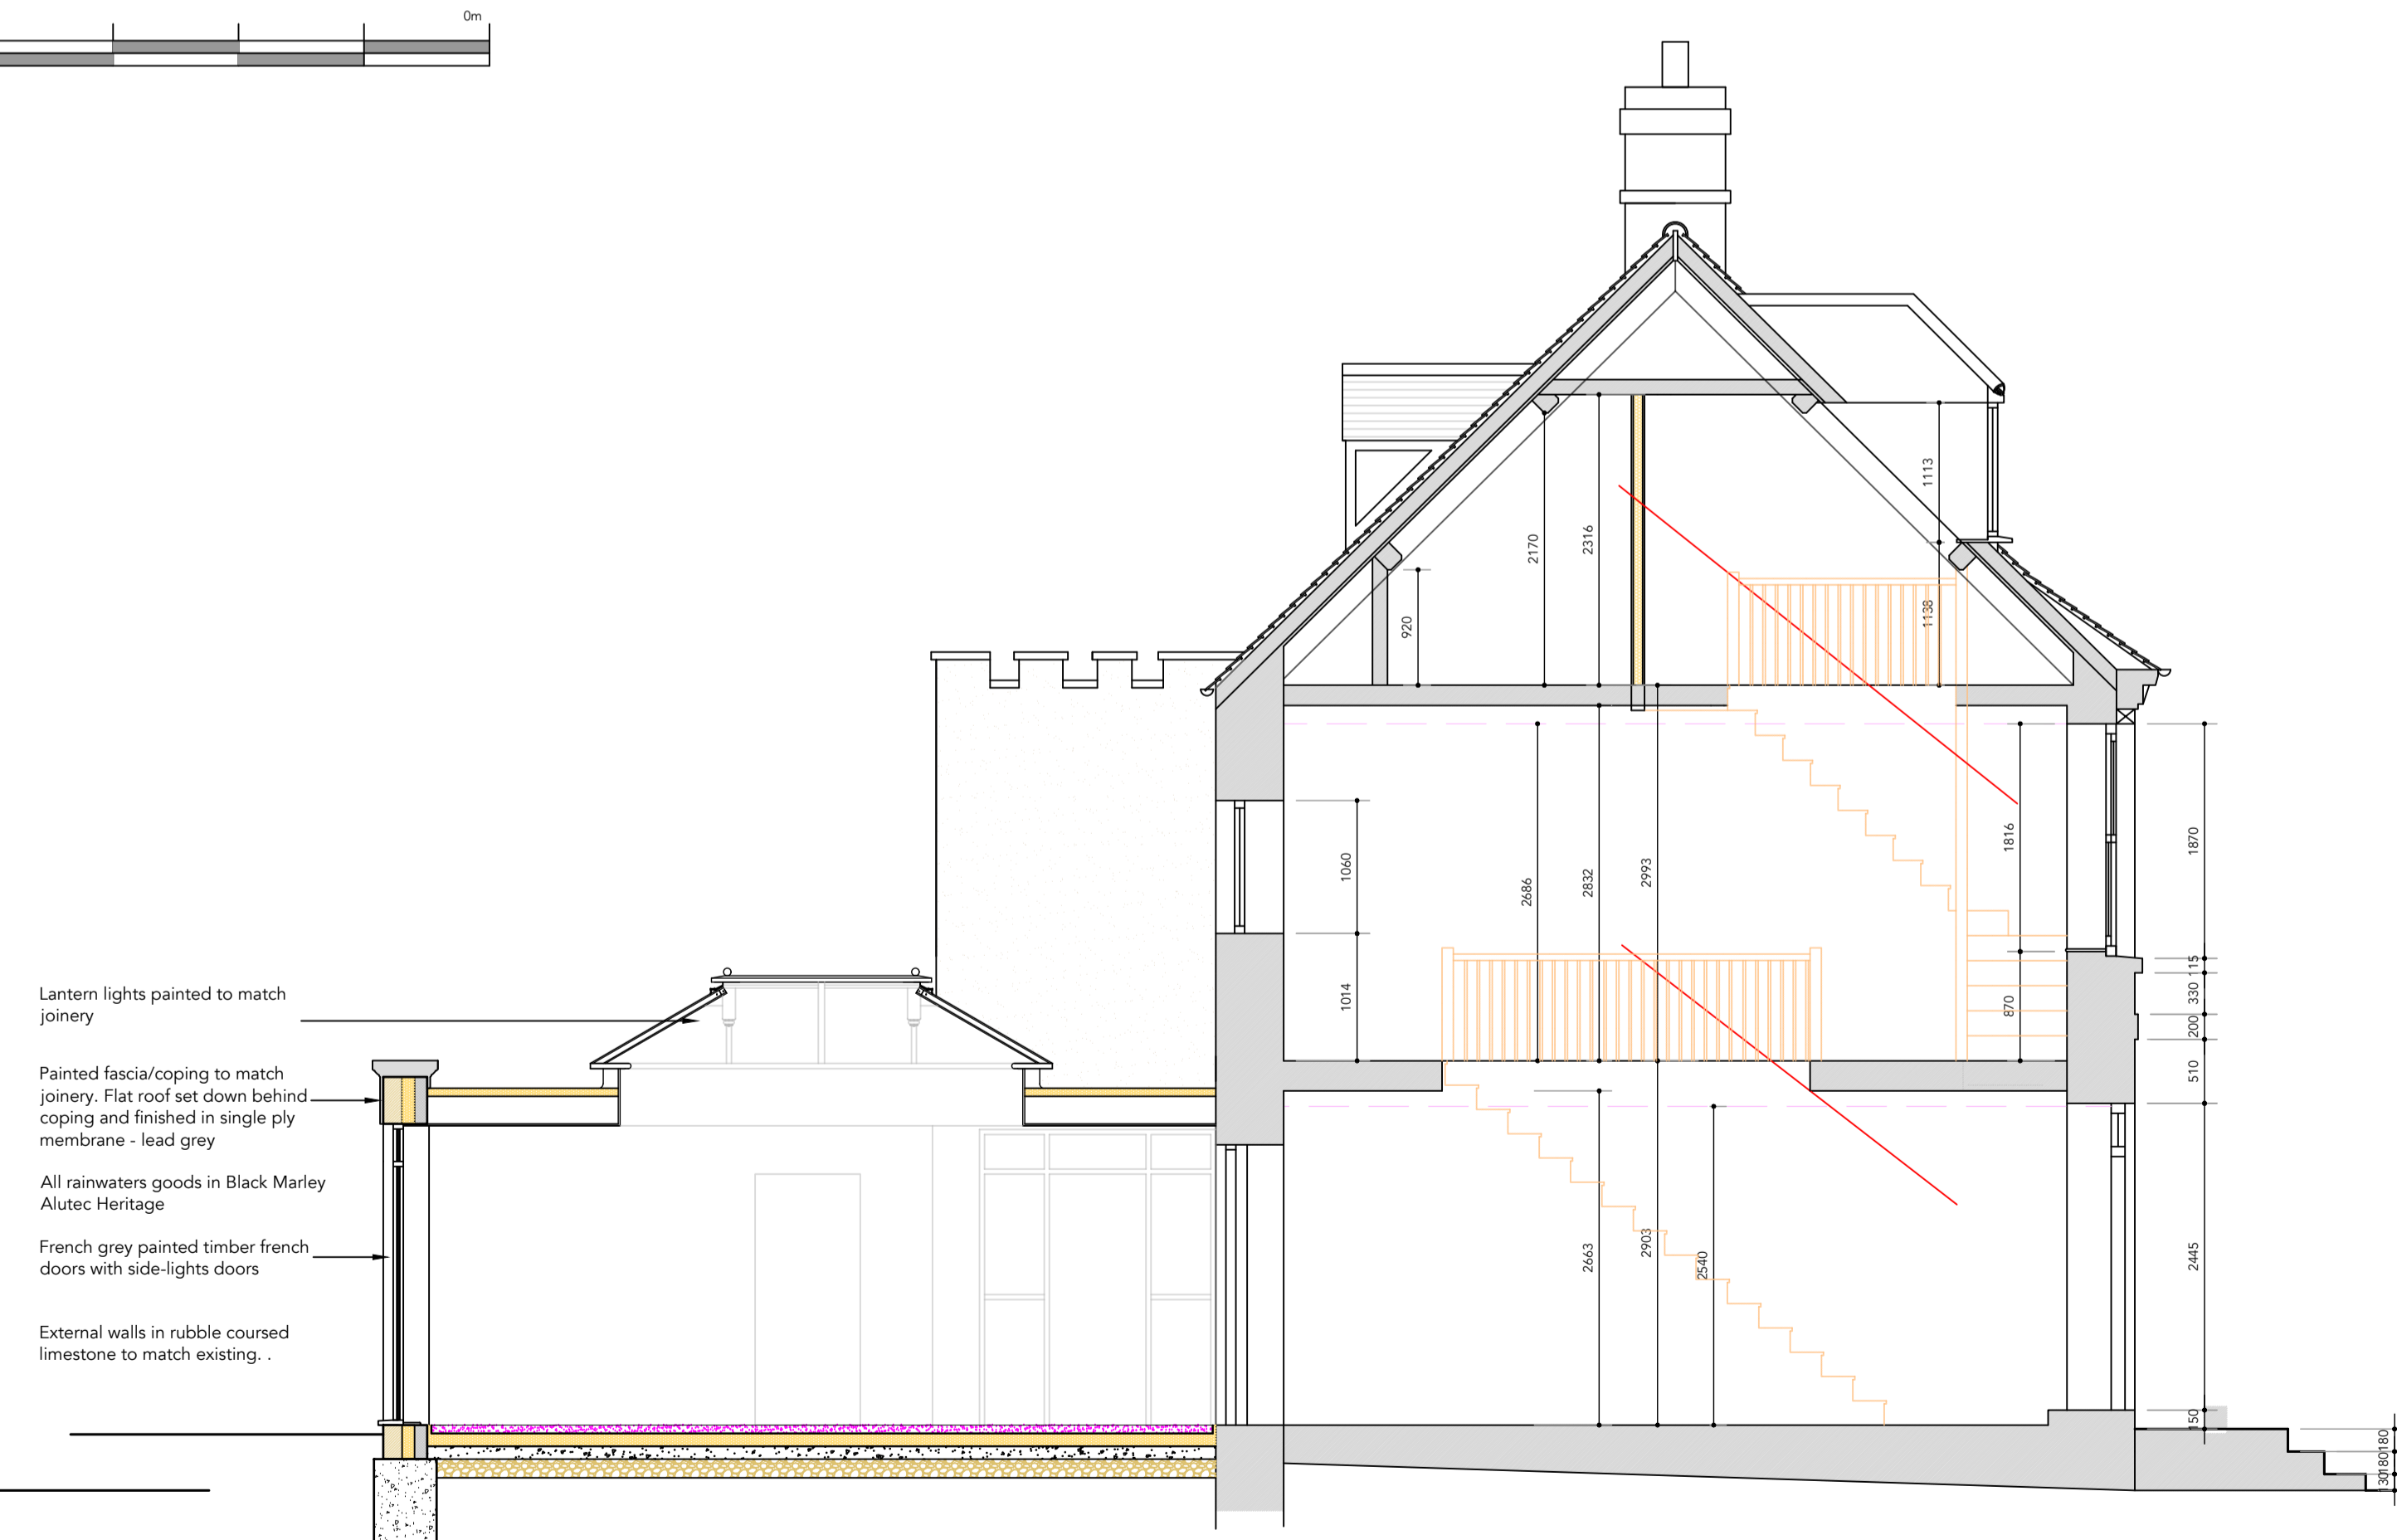 0m
Lantern lights painted to match
joinery
Painted fascia/coping to match
joinery. Flat roof set down behind
coping and finished in single ply
membrane - lead grey
All rainwaters goods in Black Marley
Alutec Heritage
French grey painted timber french
doors with side-lights doors
External walls in rubble coursed
limestone to match existing. .
920
2170
2316
1113
1138
1060
1014
2686
2832
2993
1816
870
2663
2903
2540
1870
115
330
200
510
2445
150
180
180
130